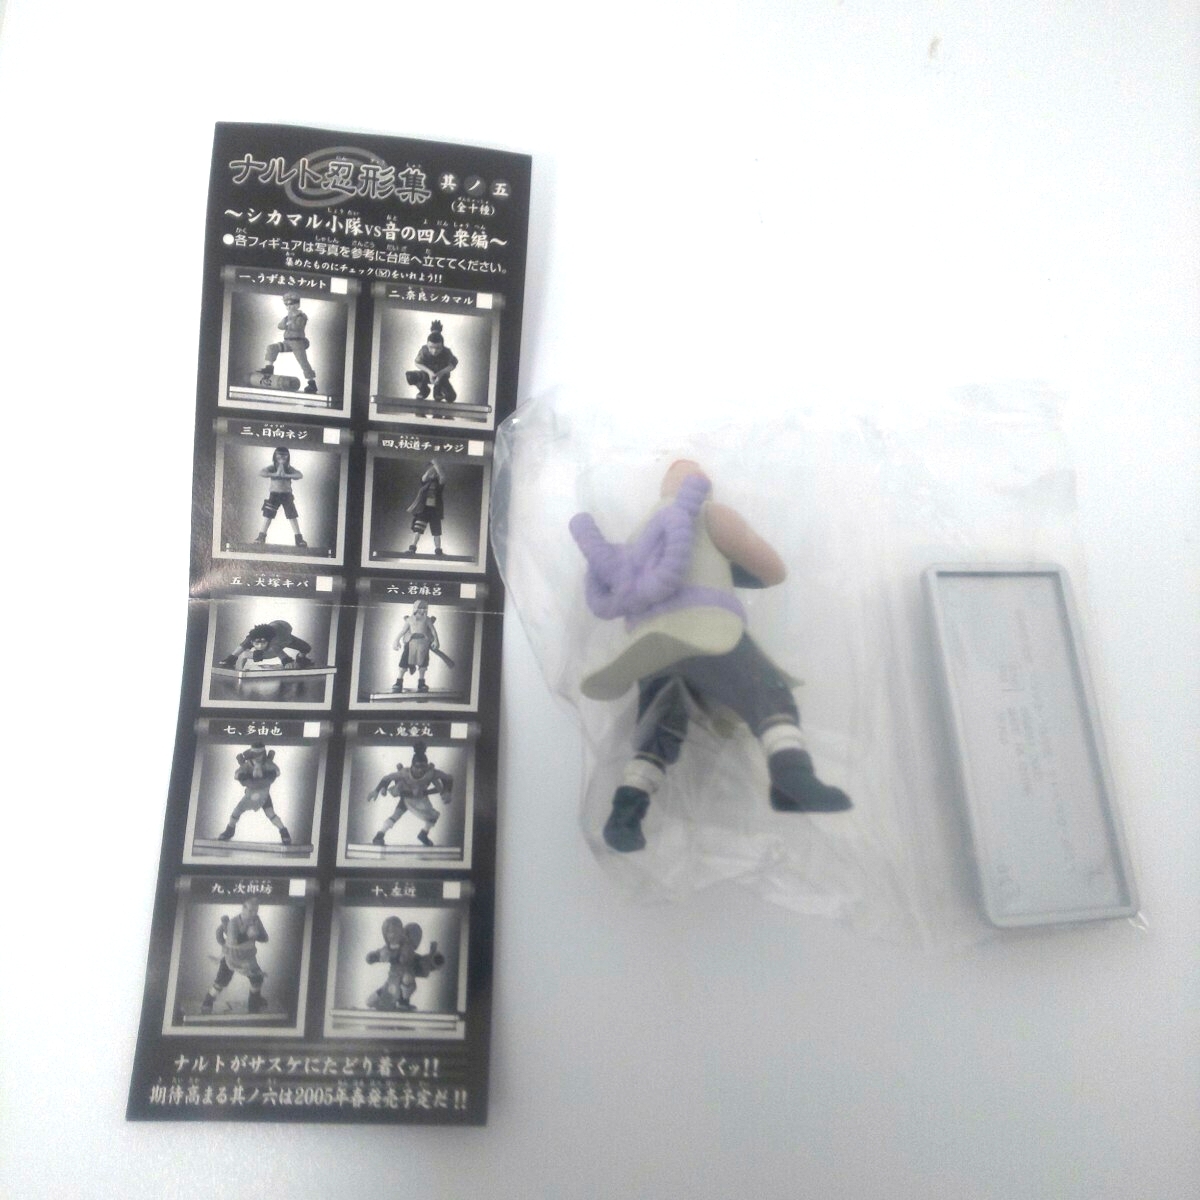 ナルト忍形集 其ノ五
(全十種)
～シカマル小隊vs音の四人衆編～
●各フィギュアは写真を参考に台座へ立ててください。
集めたものにチェック(☑)をいれよう!!
一、うずまきナルト
二、奈良シカマル
三、日向ネジ
四、秋道チョウジ
五、犬塚キバ
六、君麻呂
七、多由也
八、鬼童丸
九、次郎坊
十、左近
ナルトがサスケにたどり着くッ!!
期待高まる其ノ六は2005年春発売予定だ!!